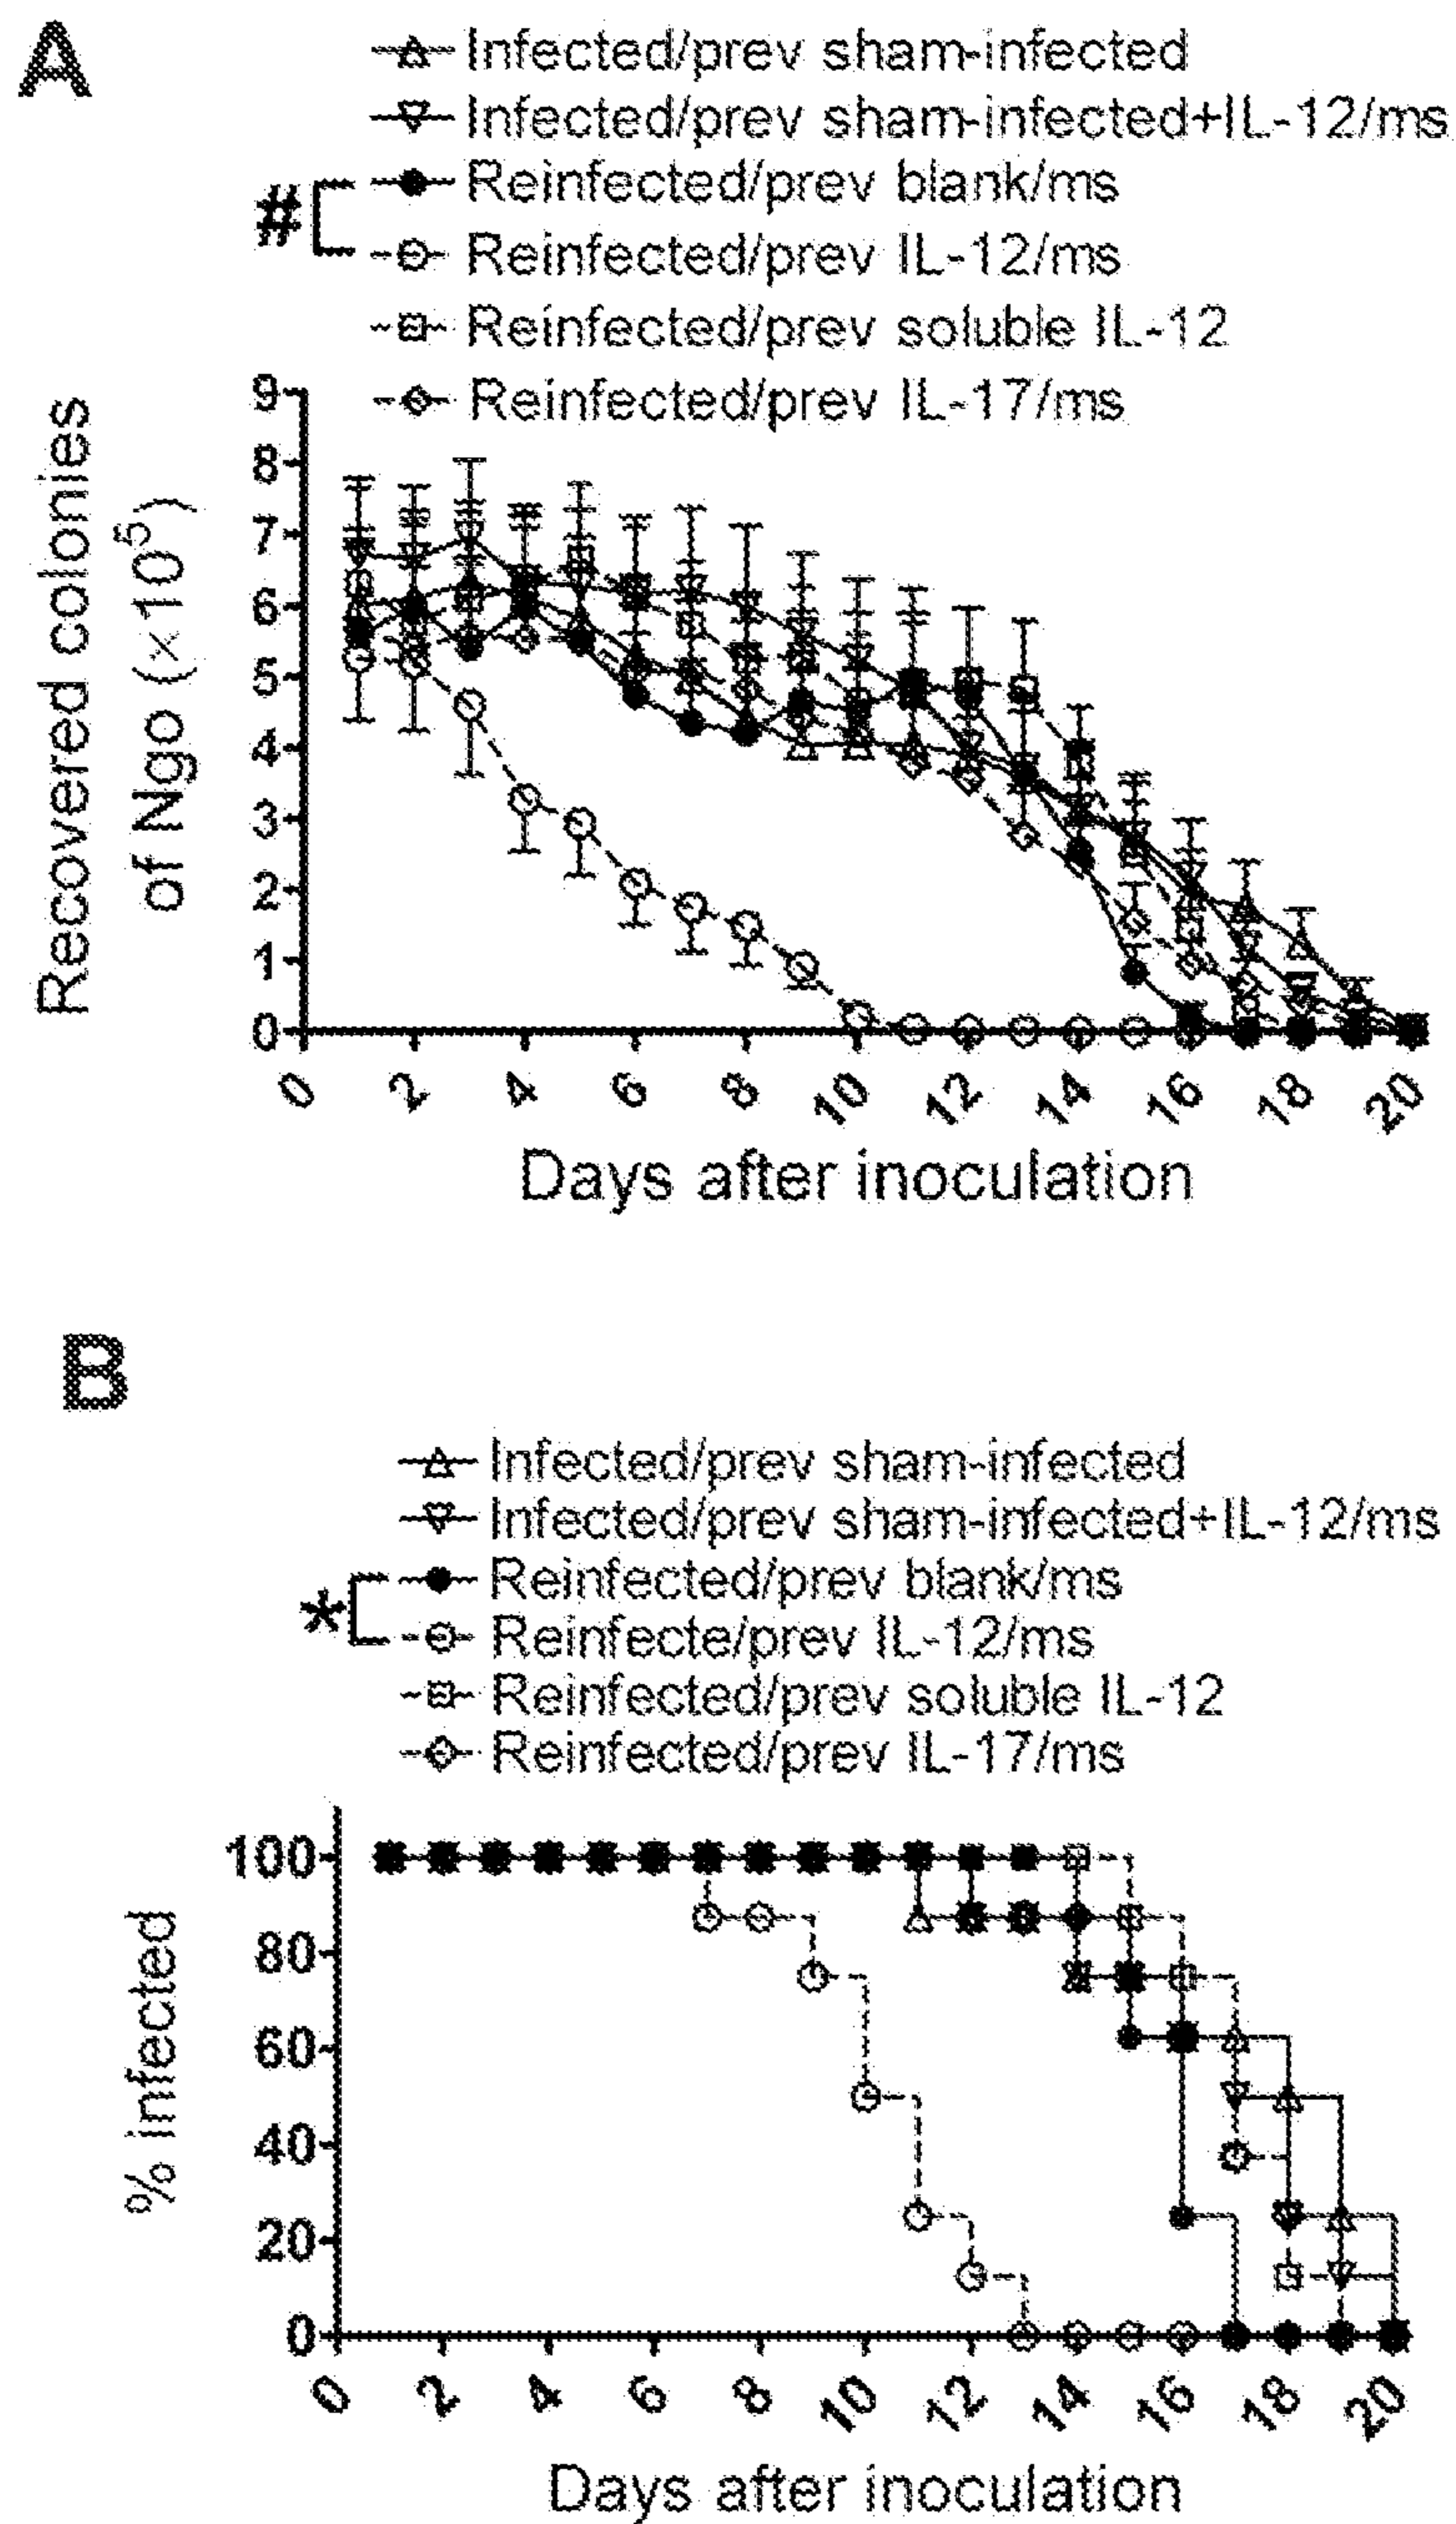 A
Infected/prev sham-infected
Infected/prev sham-infected+IL-12/ms
Reinfected/prev blank/ms
#
Reinfected/prev IL-12/ms
Reinfected/prev soluble IL-12
Reinfected/prev IL-17/ms
Recovered colonies
of Ngo (×10⁵)
9
8
7
6
5
4
3
2
1
0
0 2 4 6 8 10 12 14 16 18 20
Days after inoculation
B
Infected/prev sham-infected
Infected/prev sham-infected+IL-12/ms
Reinfected/prev blank/ms
*
Reinfecte/prev IL-12/ms
Reinfected/prev soluble IL-12
Reinfected/prev IL-17/ms
% infected
100
80
60
40
20
0
0 2 4 6 8 10 12 14 16 18 20
Days after inoculation